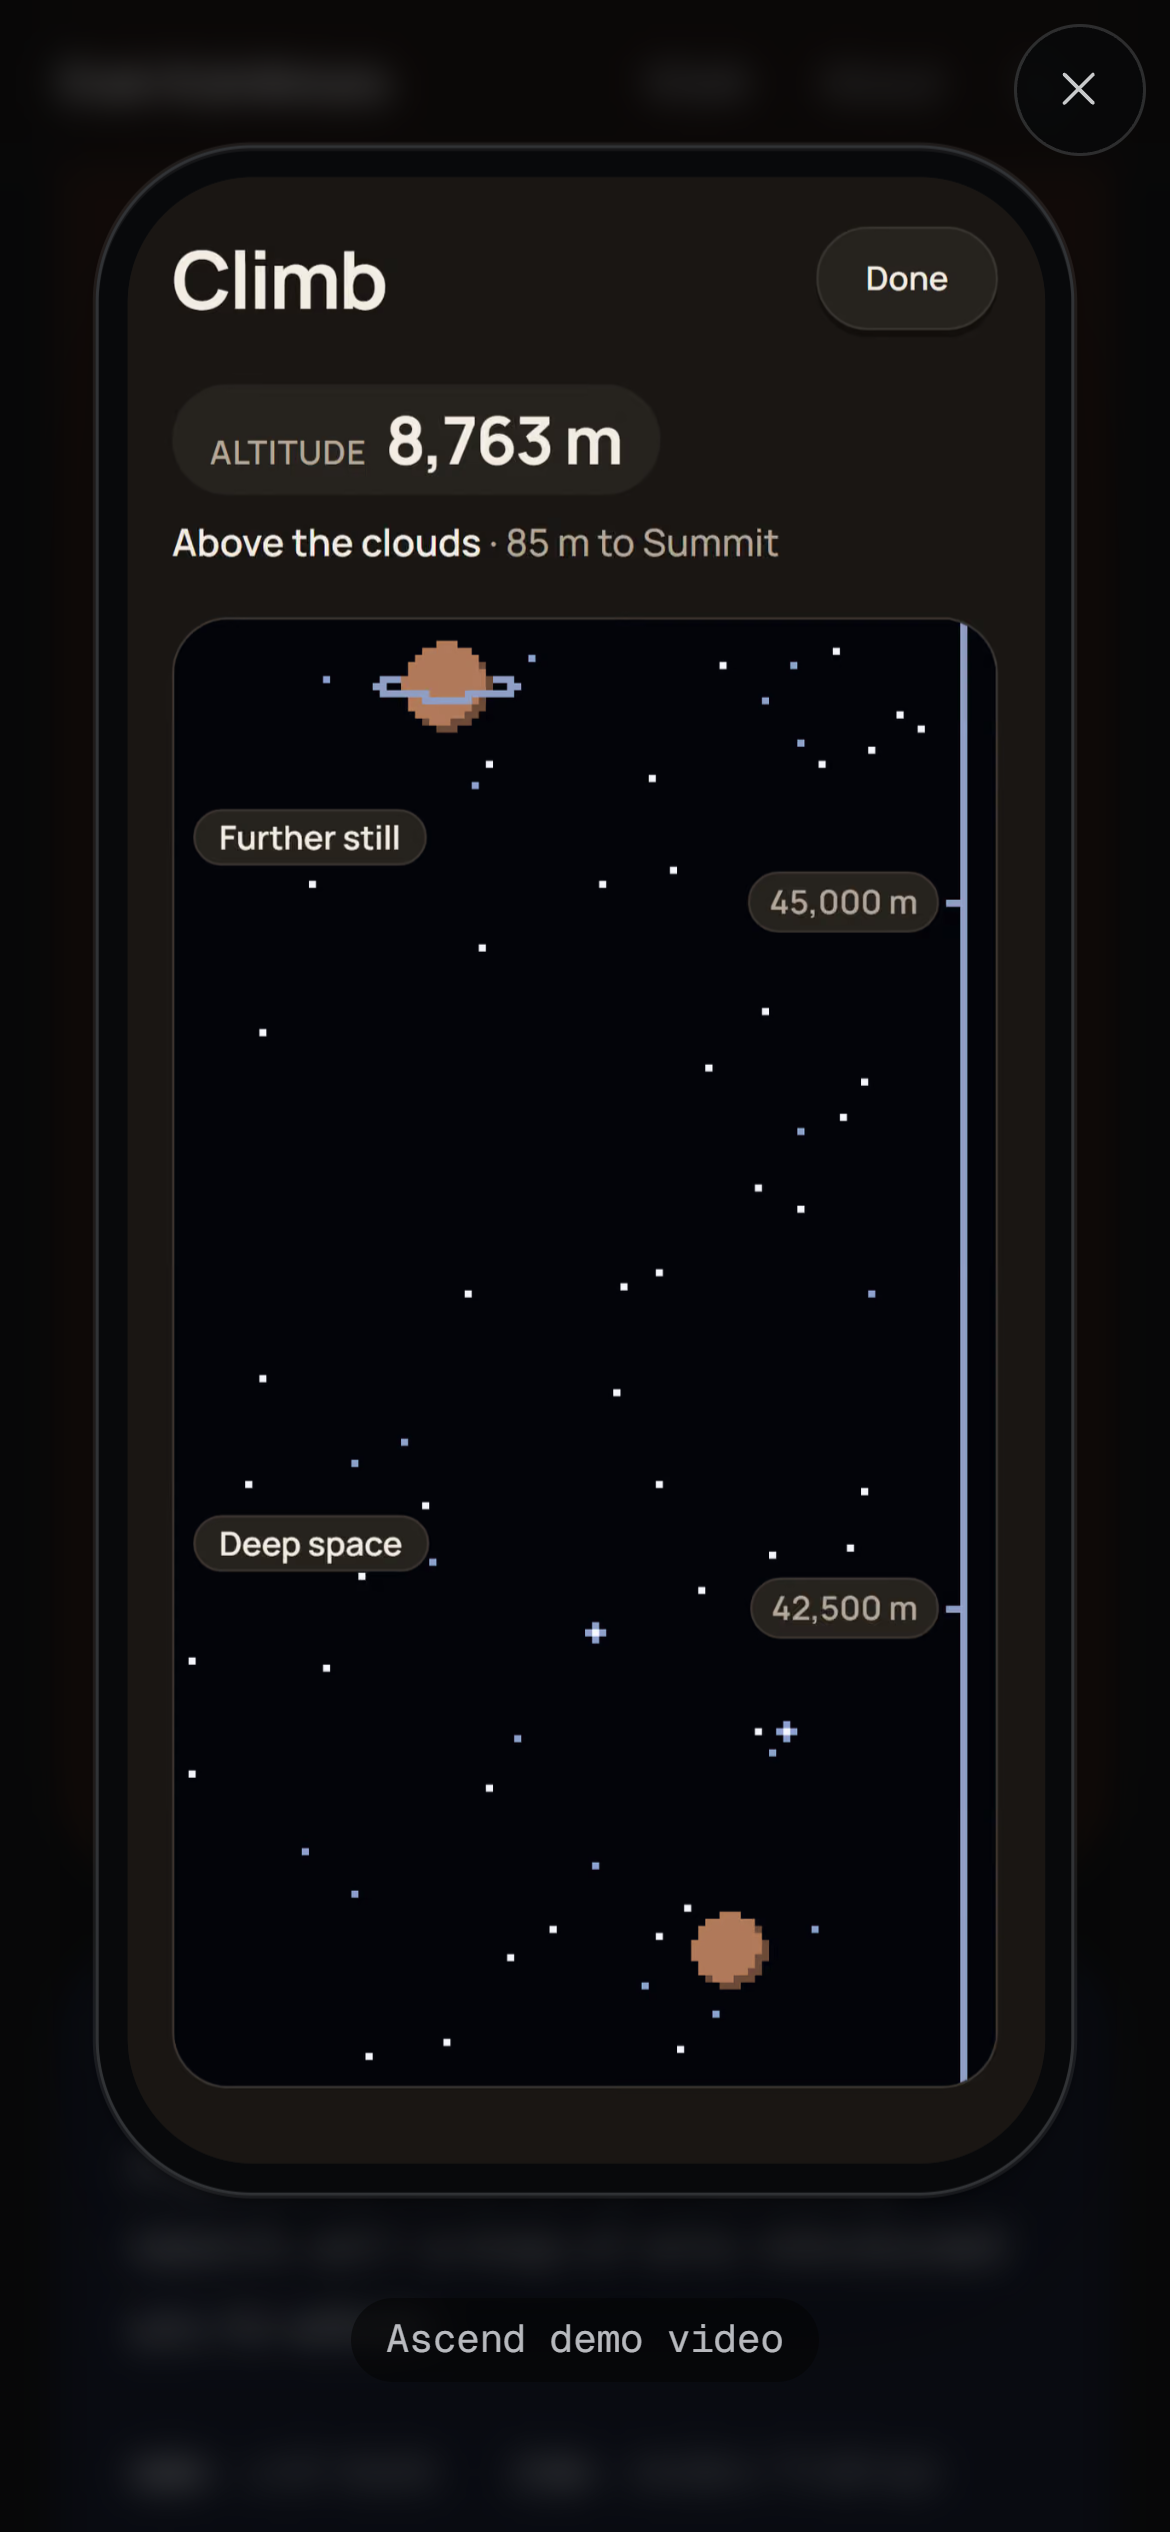 Climb
Done
ALTITUDE 8,763 m
Above the clouds · 85 m to Summit
Further still
45,000 m
Deep space
42,500 m
Ascend demo video